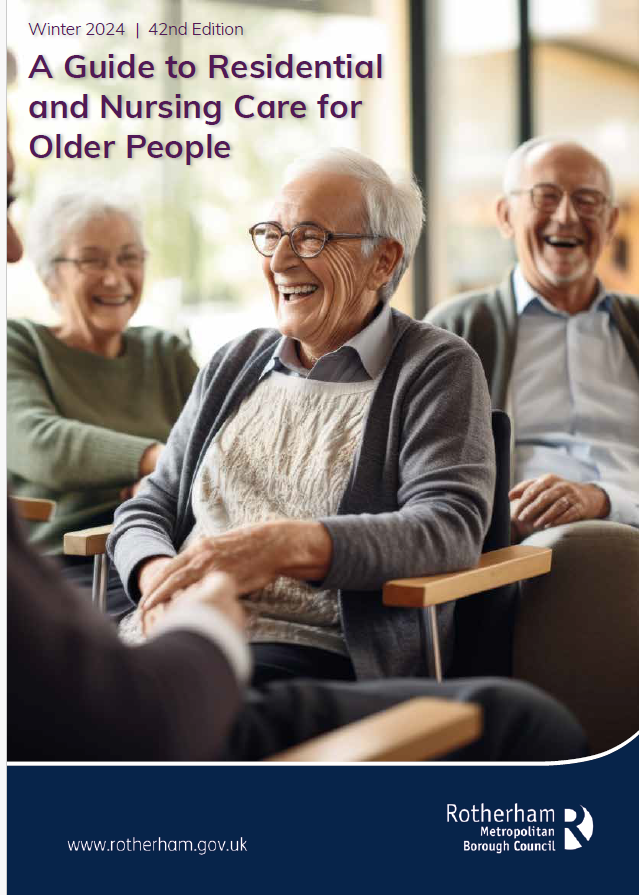 Winter 2024 | 42nd Edition
A Guide to Residential
and Nursing Care for
Older People
www.rotherham.gov.uk
Rotherham
Metropolitan
Borough Council